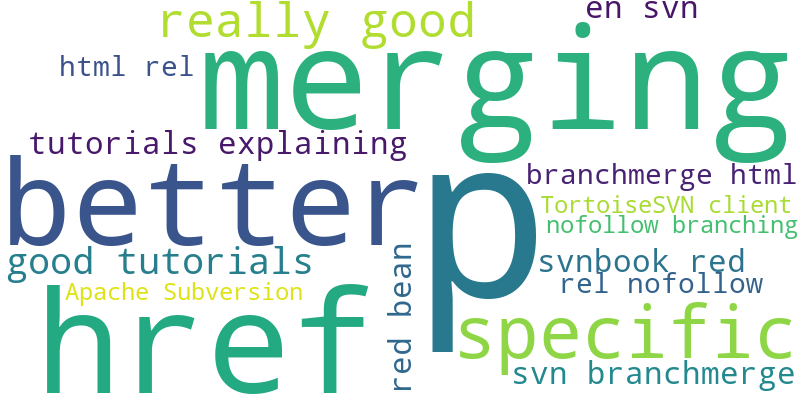 really good
en svn
merging
html rel
tutorials explaining
better
p
branchmerge html
TortoiseSVN client
nofollow branching
good tutorials
svnbook red
rel nofollow
Apache Subversion
href
red bean
specific
svn branchmerge